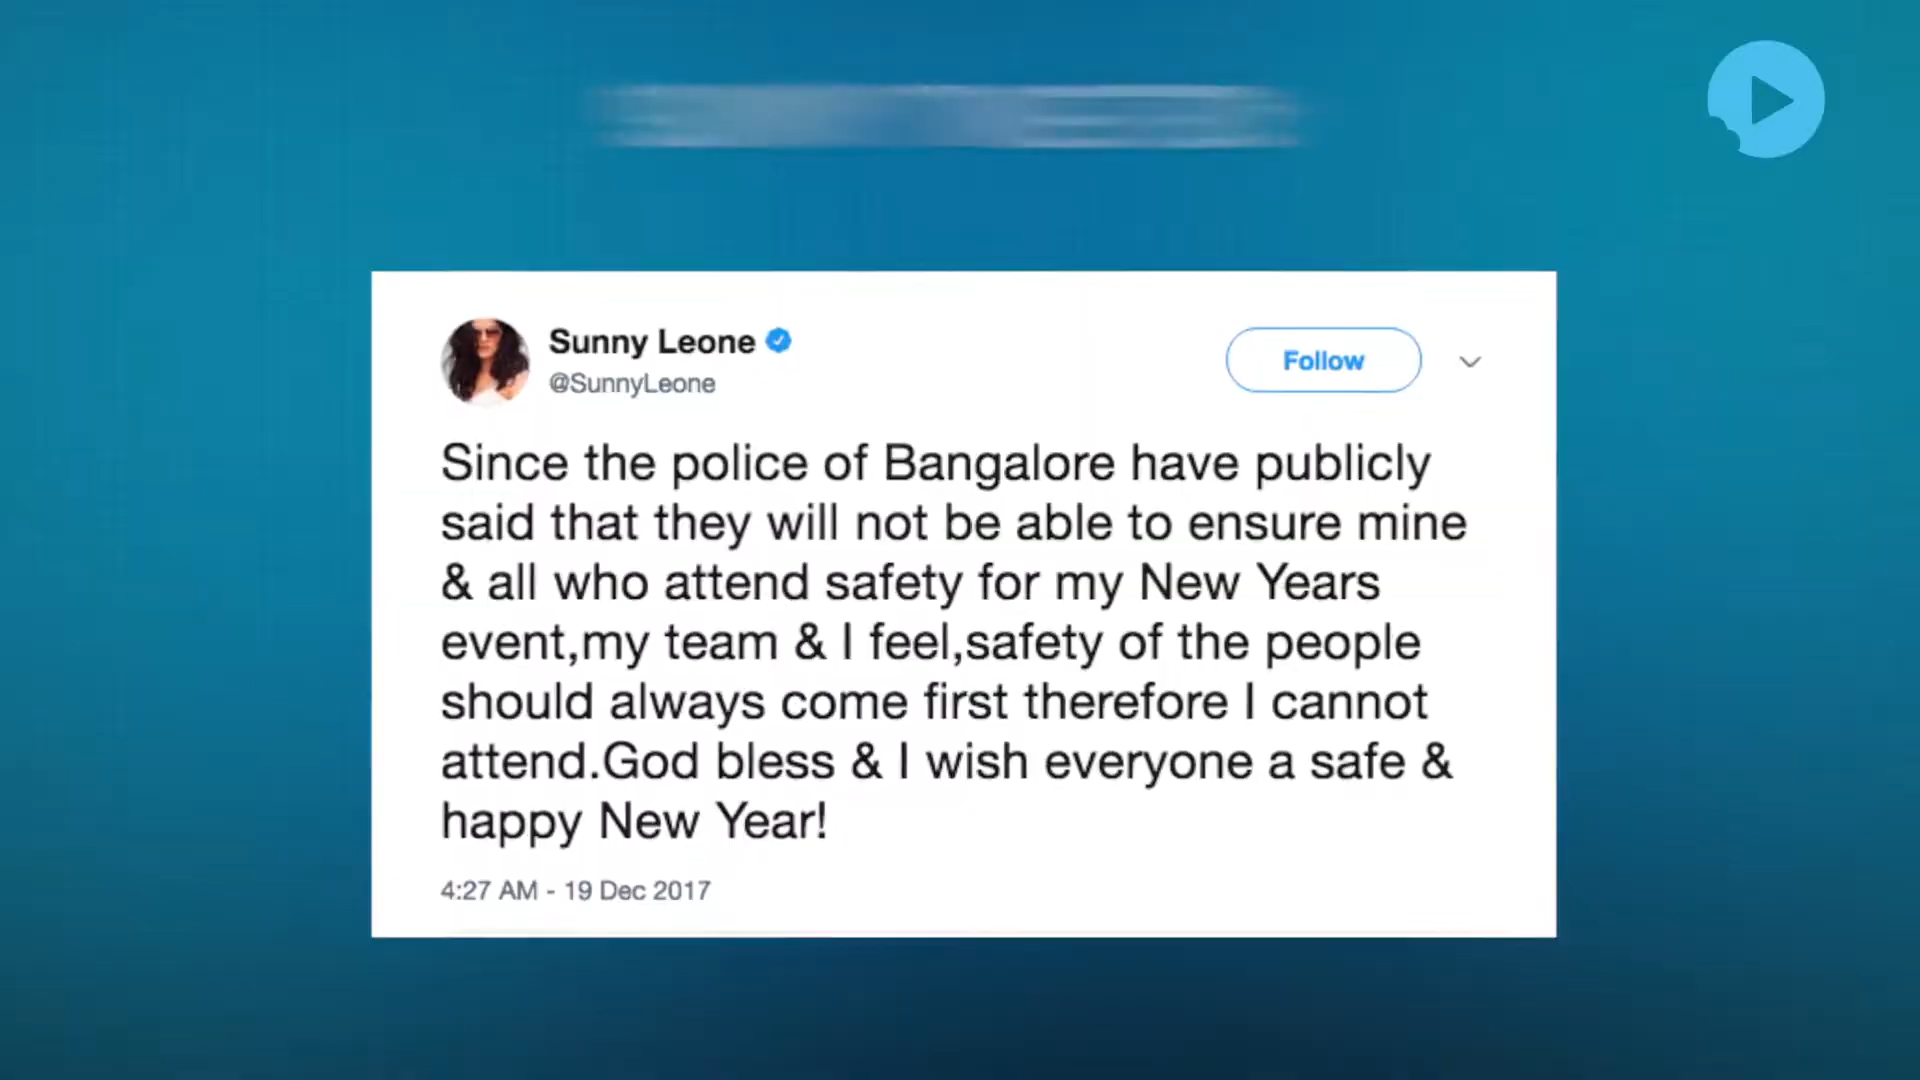 Sunny Leone
@SunnyLeone
Follow
Since the police of Bangalore have publicly
said that they will not be able to ensure mine
& all who attend safety for my New Years
event,my team & I feel,safety of the people
should always come first therefore I cannot
attend.God bless & I wish everyone a safe &
happy New Year!
4:27 AM - 19 Dec 2017